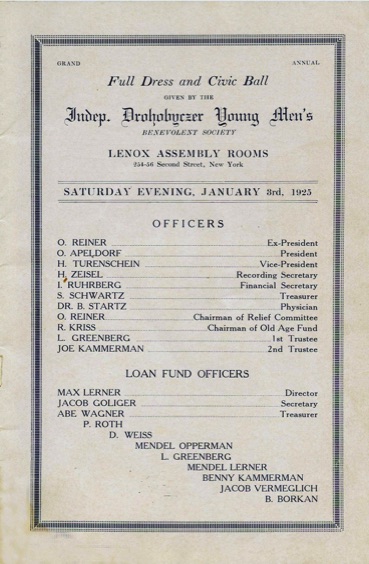 GRAND ANNUAL
Full Dress and Civic Ball
GIVEN BY THE
Indep. Drohobyczer Young Men's
BENEVOLENT SOCIETY
LENOX ASSEMBLY ROOMS
254-56 Second Street, New York
SATURDAY EVENING, JANUARY 3rd, 1925
OFFICERS
O. REINER Ex-President
O. APELDORF President
H. TURENSCHEIN Vice-President
H. ZEISEL Recording Secretary
I. RUHRBERG Financial Secretary
S. SCHWARTZ Treasurer
DR. B. STARTZ Physician
O. REINER Chairman of Relief Committee
R. KRISS Chairman of Old Age Fund
L. GREENBERG 1st Trustee
JOE KAMMERMAN 2nd Trustee
LOAN FUND OFFICERS
MAX LERNER Director
JACOB GOLIGER Secretary
ABE WAGNER Treasurer
P. ROTH
D. WEISS
MENDEL OPPERMAN
L. GREENBERG
MENDEL LERNER
BENNY KAMMERMAN
JACOB VERMEGLICH
B. BORKAN